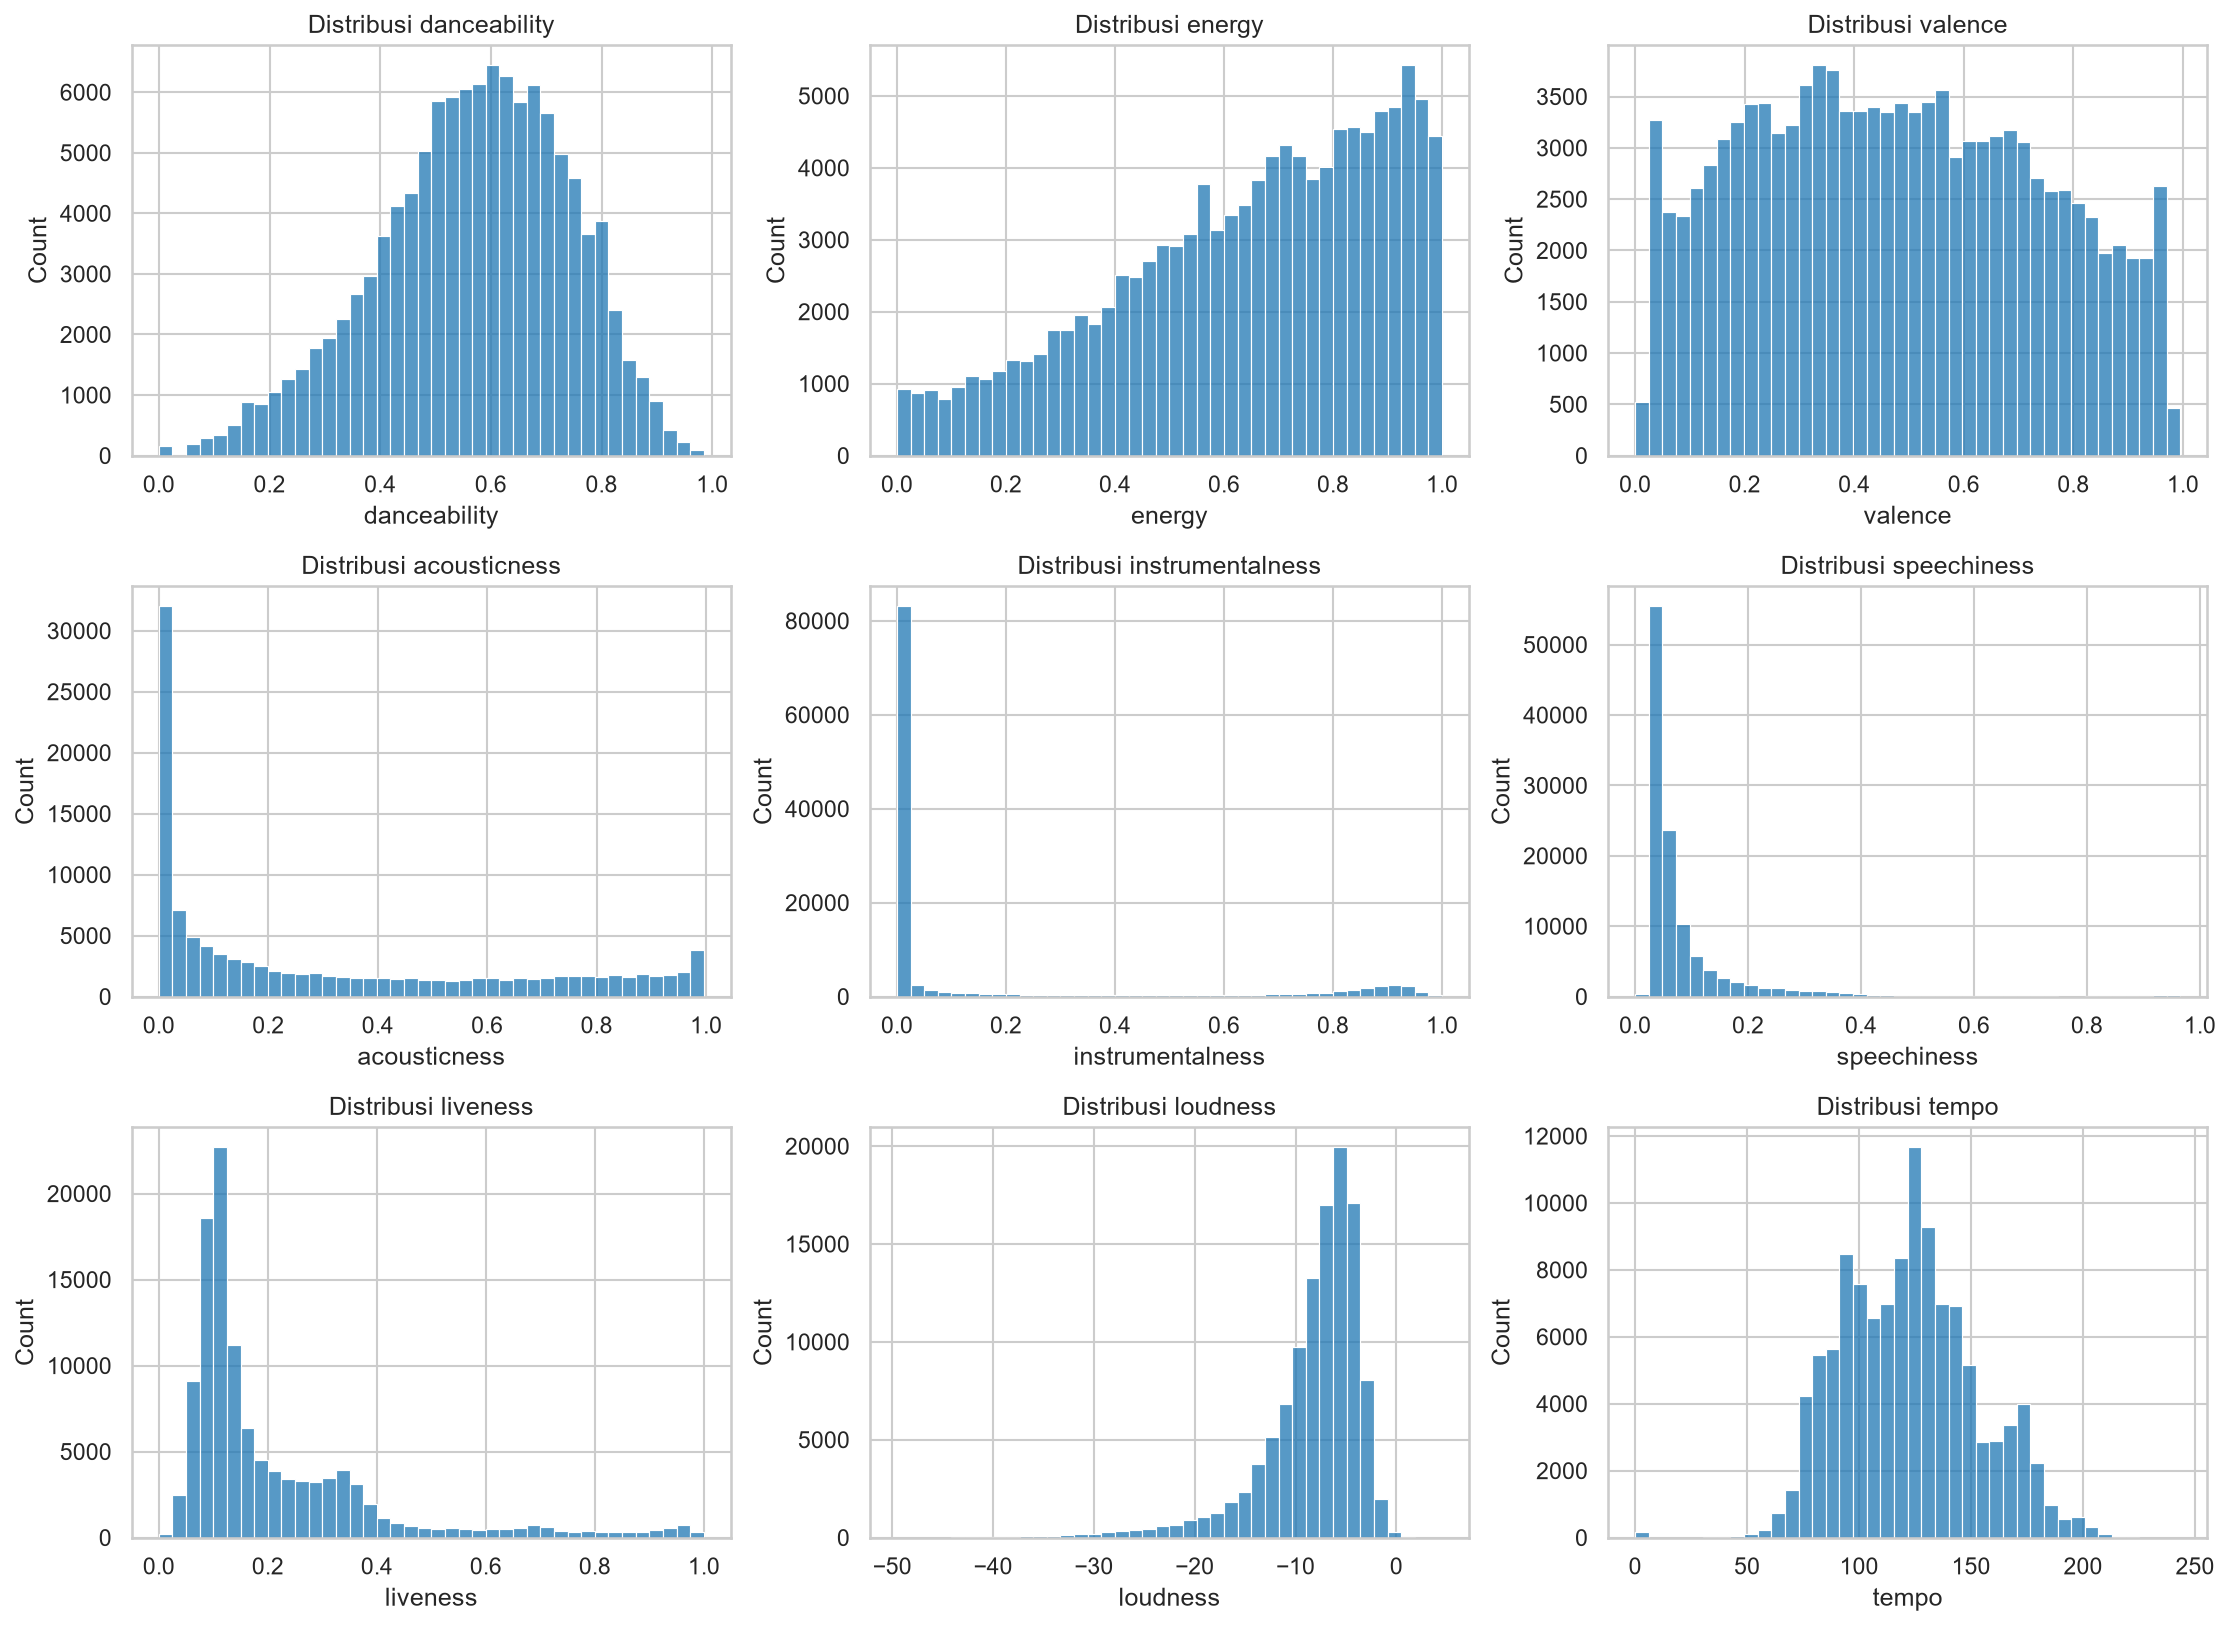 Distribusi danceability
Count
6000
5000
4000
3000
2000
1000
0
0.0 0.2 0.4 0.6 0.8 1.0
danceability
Distribusi energy
Count
5000
4000
3000
2000
1000
0
0.0 0.2 0.4 0.6 0.8 1.0
energy
Distribusi valence
Count
3500
3000
2500
2000
1500
1000
500
0
0.0 0.2 0.4 0.6 0.8 1.0
valence
Distribusi acousticness
Count
30000
25000
20000
15000
10000
5000
0
0.0 0.2 0.4 0.6 0.8 1.0
acousticness
Distribusi instrumentalness
Count
80000
60000
40000
20000
0
0.0 0.2 0.4 0.6 0.8 1.0
instrumentalness
Distribusi speechiness
Count
50000
40000
30000
20000
10000
0
0.0 0.2 0.4 0.6 0.8 1.0
speechiness
Distribusi liveness
Count
20000
15000
10000
5000
0
0.0 0.2 0.4 0.6 0.8 1.0
liveness
Distribusi loudness
Count
20000
15000
10000
5000
0
−50 −40 −30 −20 −10 0
loudness
Distribusi tempo
Count
12000
10000
8000
6000
4000
2000
0
0 50 100 150 200 250
tempo